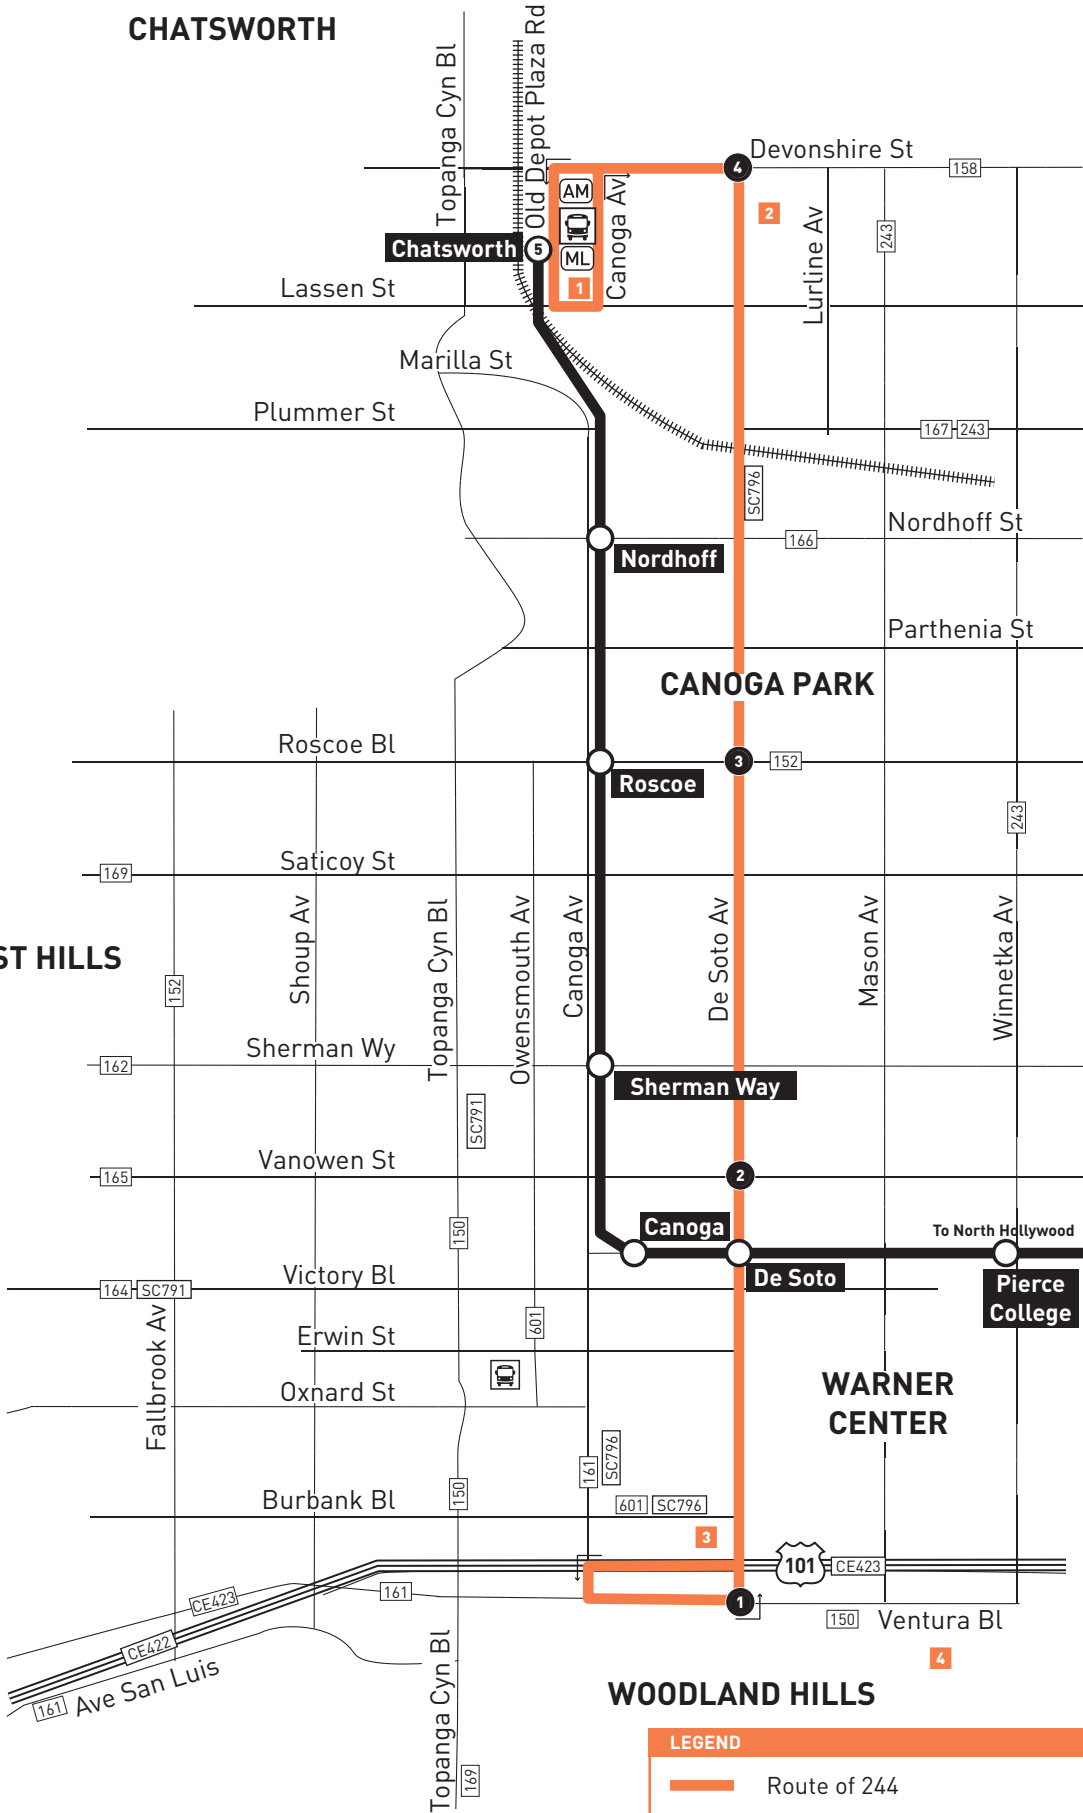 CHATSWORTH
Topanga Cyn Bl
Old Depot Plaza Rd
Devonshire St
4
158
AM
2
Canoga Av
Lurline Av
243
Chatsworth
5
ML
1
Lassen St
Marilla St
Plummer St
167
243
SC796
Nordhoff St
166
Nordhoff
Parthenia St
CANOGA PARK
Roscoe Bl
3
152
Roscoe
243
Saticoy St
169
Shoup Av
Topanga Cyn Bl
Owensmouth Av
Canoga Av
De Soto Av
Mason Av
Winnetka Av
ST HILLS
152
Sherman Wy
162
Sherman Way
SC791
Vanowen St
165
2
150
Canoga
To North Hollywood
De Soto
Pierce
College
Victory Bl
164
SC791
Fallbrook Av
601
Erwin St
Oxnard St
WARNER
CENTER
161
SC796
150
Burbank Bl
601
SC796
3
101
CE423
CE423
161
1
150
Ventura Bl
CE422
4
161
Ave San Luis
Topanga Cyn Bl
WOODLAND HILLS
169
LEGEND
Route of 244